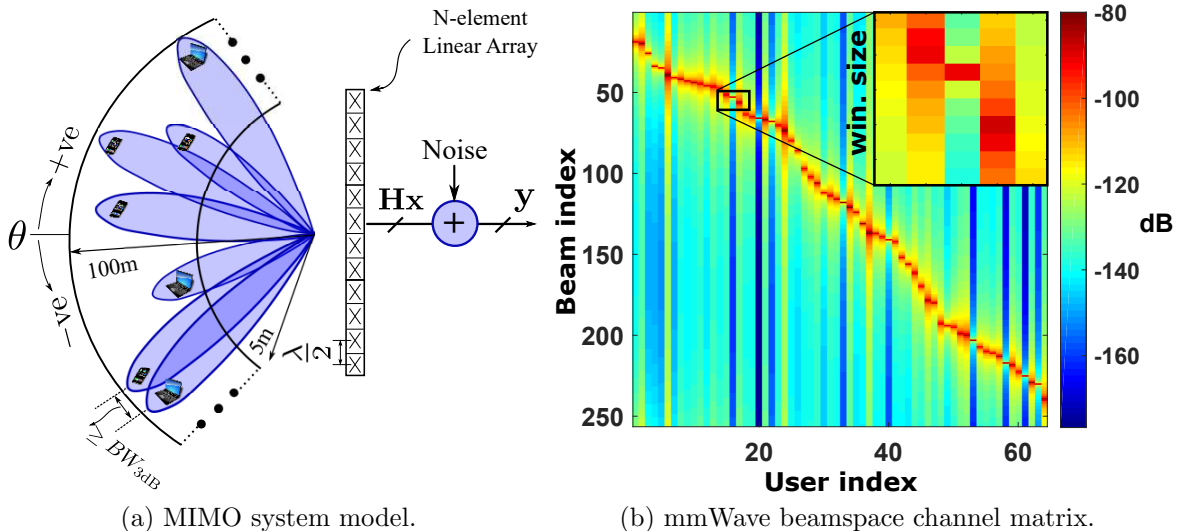 N-element
Linear Array
Noise
Hx
+
y
θ
+ve
−ve
100m
5m
λ/2
≥ BW3dB
(a) MIMO system model.
win. size
Beam index
50
100
150
200
250
20
40
60
User index
-80
-100
-120
-140
-160
dB
(b) mmWave beamspace channel matrix.